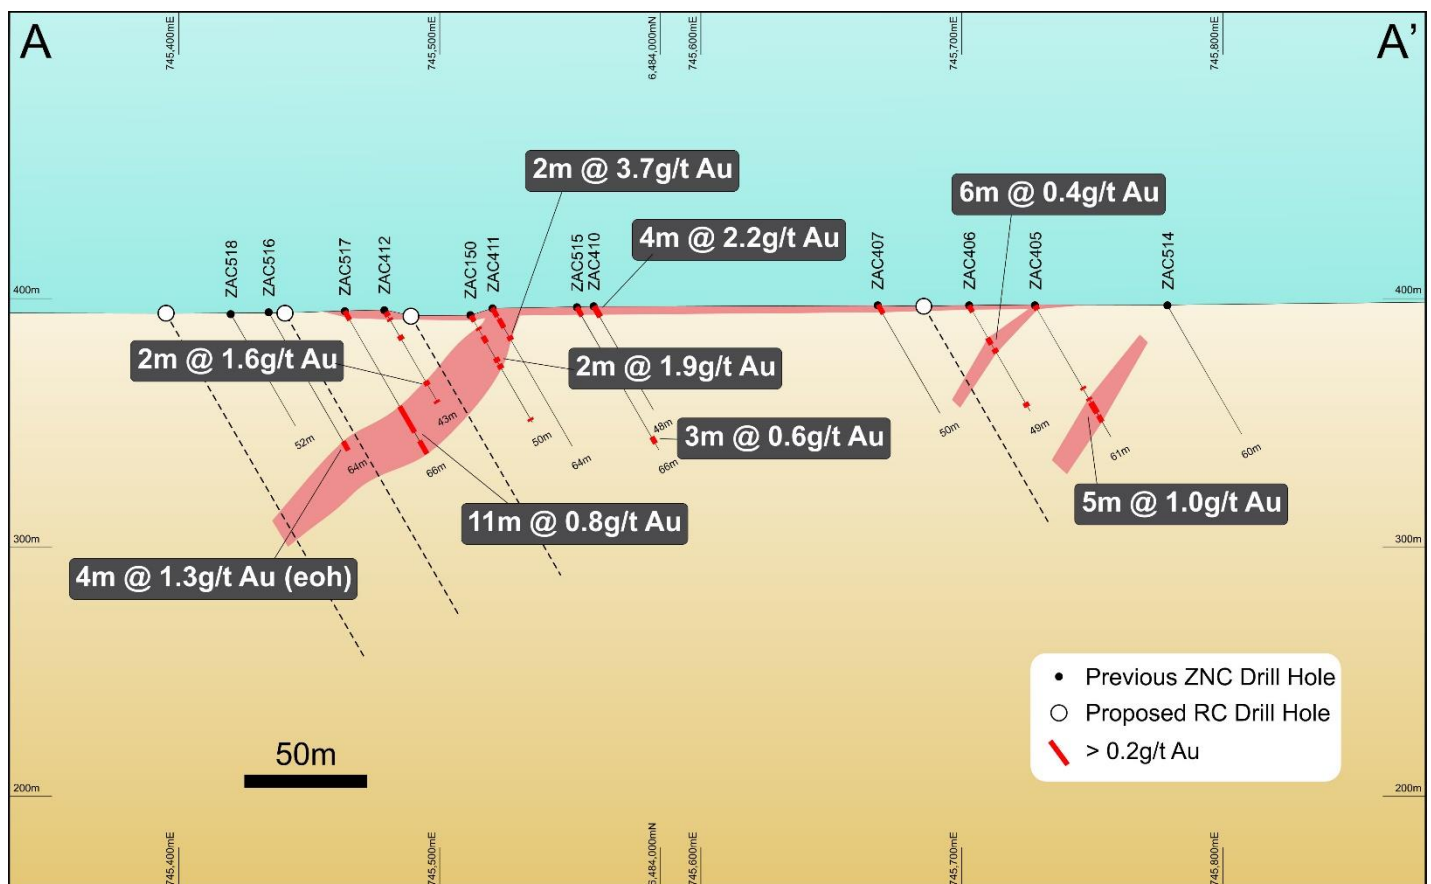 A
A’
745,400mE
745,500mE
6,484,000mN
745,600mE
745,700mE
745,800mE
2m @ 3.7g/t Au
6m @ 0.4g/t Au
4m @ 2.2g/t Au
ZAC518
ZAC516
ZAC517
ZAC412
ZAC150
ZAC411
ZAC515
ZAC410
ZAC407
ZAC406
ZAC405
ZAC514
400m
400m
2m @ 1.6g/t Au
2m @ 1.9g/t Au
52m
64m
43m
66m
50m
64m
48m
66m
50m
49m
61m
60m
3m @ 0.6g/t Au
5m @ 1.0g/t Au
11m @ 0.8g/t Au
300m
300m
4m @ 1.3g/t Au (eoh)
Previous ZNC Drill Hole
Proposed RC Drill Hole
> 0.2g/t Au
50m
200m
200m
745,400mE
745,500mE
6,484,000mN
745,600mE
745,700mE
745,800mE